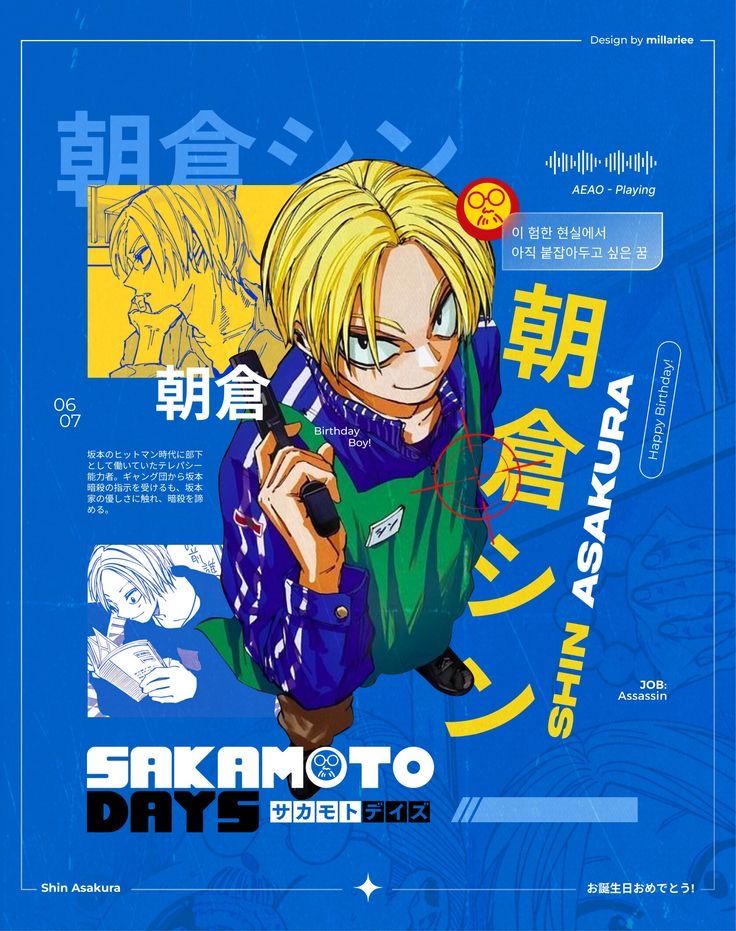 Design by millariee
朝倉シン
AEAO - Playing
이 험한 현실에서
아직 붙잡아두고 싶은 꿈
朝倉シン
SHIN ASAKURA
Happy Birthday!
朝倉
06
07
Birthday
Boy!
坂本のヒットマン時代に部下
として働いていたテレパシー
能力者。ギャング団から坂本
暗殺の指示を受けるも、坂本
家の優しさに触れ、暗殺を諦
める。
シン
JOB:
Assassin
SAKAMOTO
DAYS サカモトデイズ
Shin Asakura
お誕生日おめでとう!